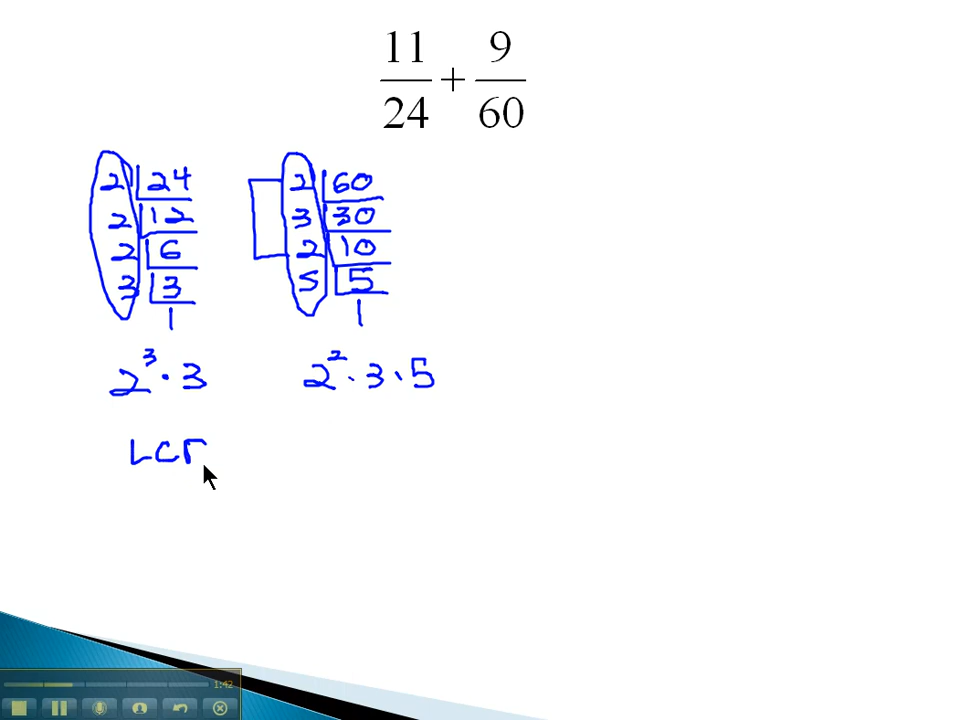 11/24 + 9/60
2 24 2 60
2 12 3 30
2 6 2 10
3 3 5 5
1 1
2³ · 3 2² · 3 · 5
LC
1:42